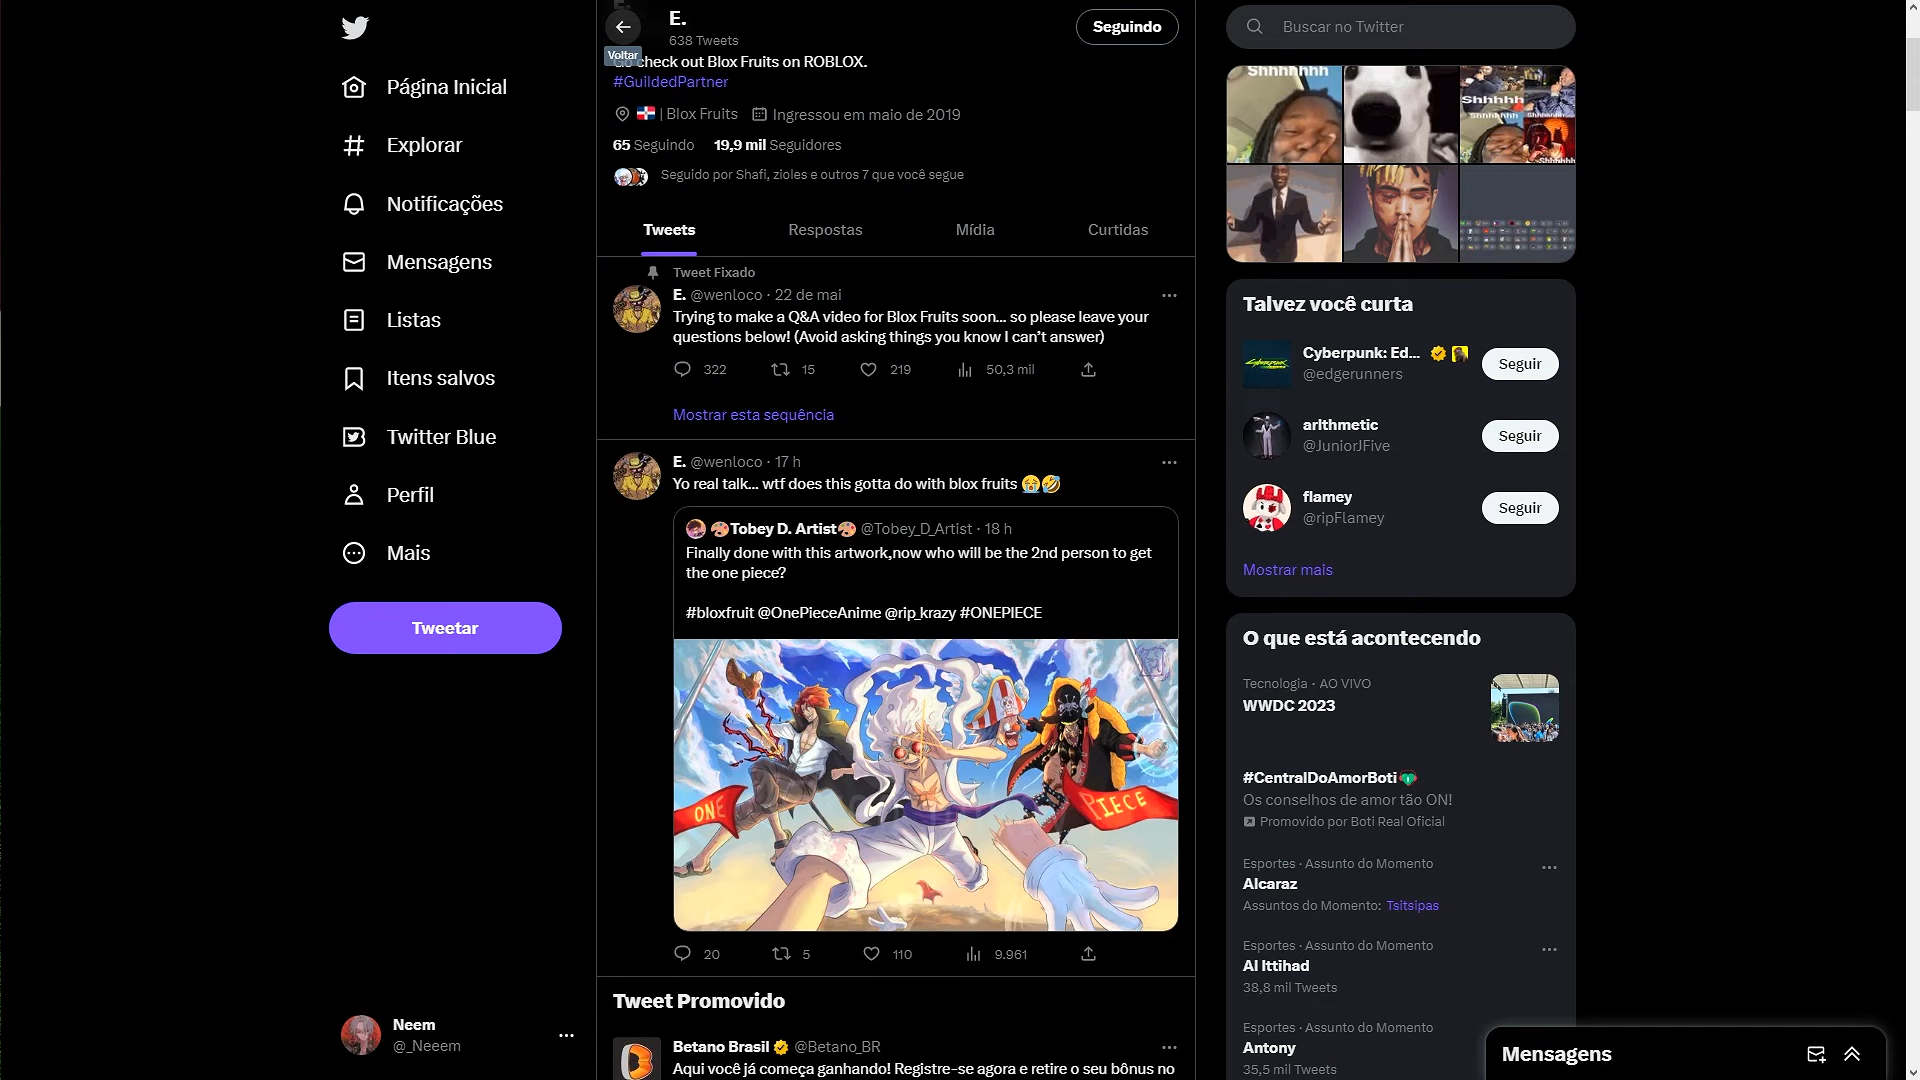 Página Inicial
Explorar
Notificações
Mensagens
Listas
Itens salvos
Twitter Blue
Perfil
Mais
Tweetar
Neem
@_Neeem
E.
638 Tweets
Seguindo
Voltar
check out Blox Fruits on ROBLOX.
#GuildedPartner
| Blox Fruits
Ingressou em maio de 2019
65 Seguindo 19,9 mil Seguidores
Seguido por Shafi, zioles e outros 7 que você segue
Tweets
Respostas
Mídia
Curtidas
Tweet Fixado
E. @wenloco · 22 de mai
Trying to make a Q&A video for Blox Fruits soon... so please leave your
questions below! (Avoid asking things you know I can’t answer)
322 15 219 50,3 mil
Mostrar esta sequência
E. @wenloco · 17 h
Yo real talk... wtf does this gotta do with blox fruits 😭🤣
🎨Tobey D. Artist🎨 @Tobey_D_Artist · 18 h
Finally done with this artwork,now who will be the 2nd person to get
the one piece?
#bloxfruit @OnePieceAnime @rip_krazy #ONEPIECE
ONE
PIECE
20 5 110 9.961
Tweet Promovido
Betano Brasil @Betano_BR
Aqui você já começa ganhando! Registre-se agora e retire o seu bônus no
Buscar no Twitter
Shhhhhhh
Shhhhhh
Shhhhhh
Shhhhhh
Talvez você curta
Cyberpunk: Ed...
@edgerunners
Seguir
arlthmetic
@JuniorJFive
Seguir
flamey
@ripFlamey
Seguir
Mostrar mais
O que está acontecendo
Tecnologia · AO VIVO
WWDC 2023
#CentralDoAmorBoti
Os conselhos de amor tão ON!
Promovido por Boti Real Oficial
Esportes · Assunto do Momento
Alcaraz
Assuntos do Momento: Tsitsipas
Esportes · Assunto do Momento
Al Ittihad
38,8 mil Tweets
Esportes · Assunto do Momento
Antony
35,5 mil Tweets
Mensagens